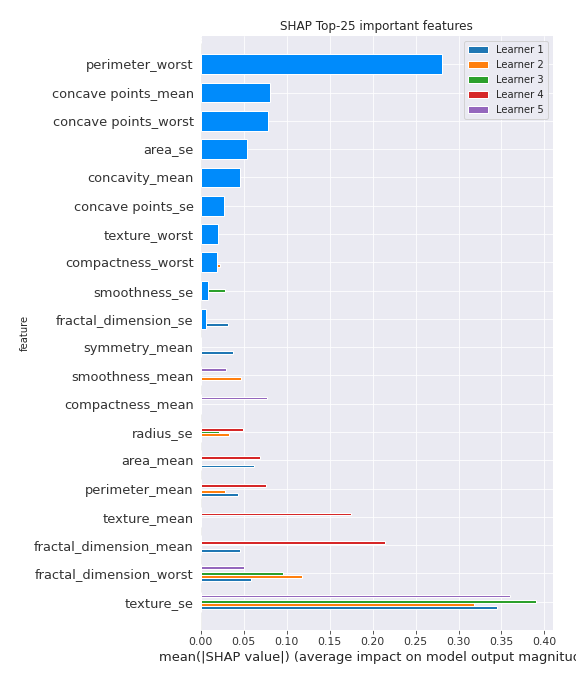 SHAP Top-25 important features
Learner 1
Learner 2
Learner 3
Learner 4
Learner 5
feature
perimeter_worst
concave points_mean
concave points_worst
area_se
concavity_mean
concave points_se
texture_worst
compactness_worst
smoothness_se
fractal_dimension_se
symmetry_mean
smoothness_mean
compactness_mean
radius_se
area_mean
perimeter_mean
texture_mean
fractal_dimension_mean
fractal_dimension_worst
texture_se
0.00 0.05 0.10 0.15 0.20 0.25 0.30 0.35 0.40
mean(|SHAP value|) (average impact on model output magnitud